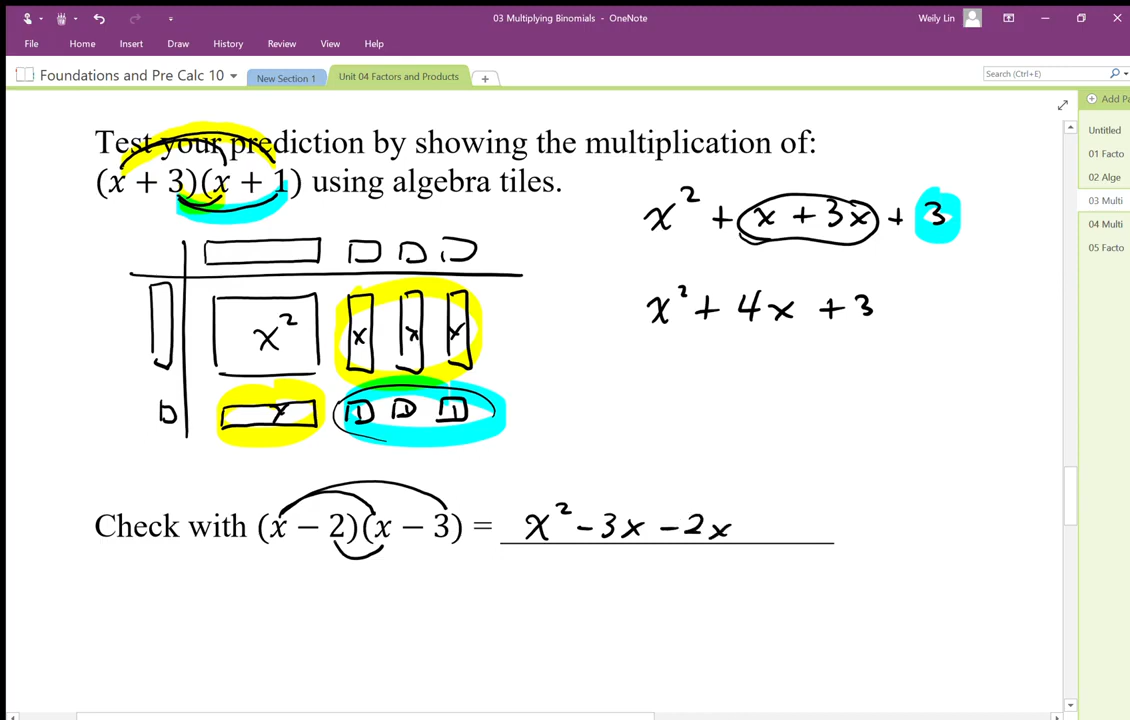 03 Multiplying Binomials - OneNote
Weily Lin
File Home Insert Draw History Review View Help
Foundations and Pre Calc 10
New Section 1
Unit 04 Factors and Products
+
Search (Ctrl+E)
Add Pa
Untitled
01 Facto
02 Alge
03 Multi
04 Multi
05 Facto
Test your prediction by showing the multiplication of:
(x + 3)(x + 1) using algebra tiles.
x² + x + 3x + 3
x² + 4x + 3
x² x x x
x 1 1 1
Check with (x − 2)(x − 3) = x² - 3x - 2x